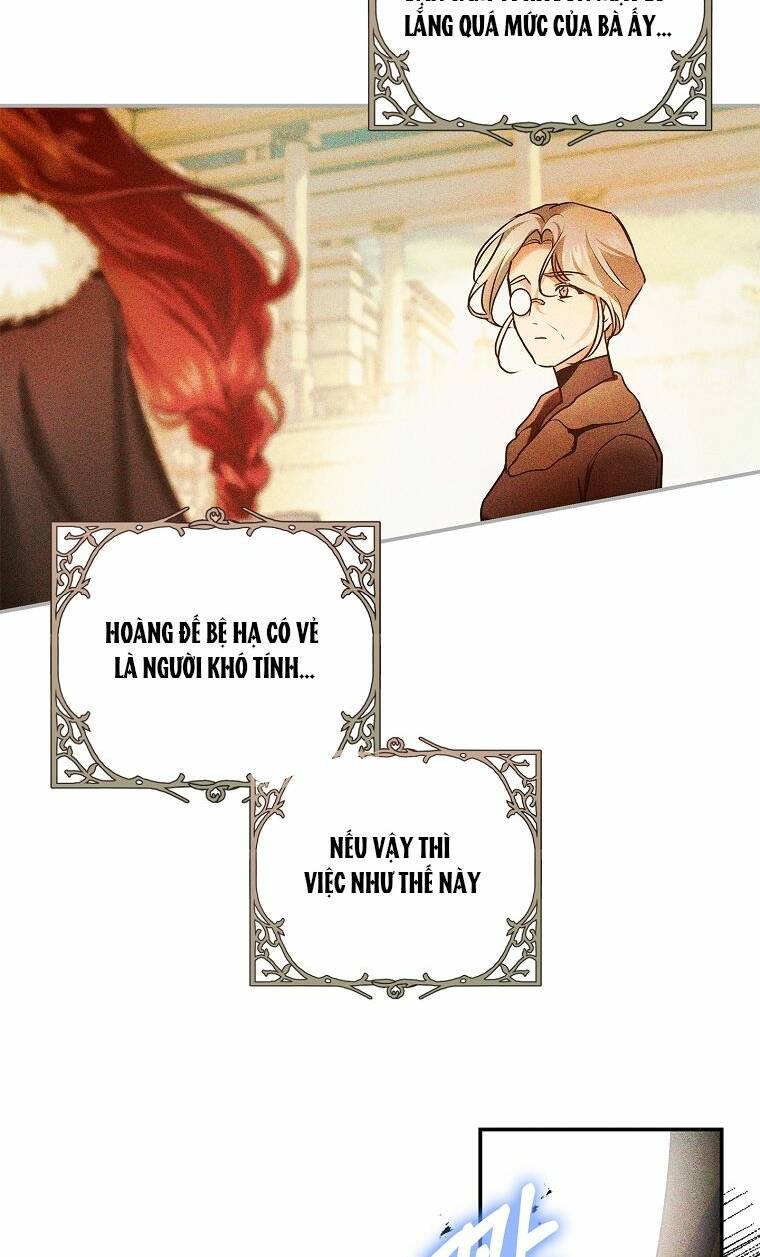 LẮNG QUÁ MỨC CỦA BÀ ẤY...
HOÀNG ĐẾ BỆ HẠ CÓ VẺ
LÀ NGƯỜI KHÓ TÍNH...
NẾU VẬY THÌ
VIỆC NHƯ THẾ NÀY